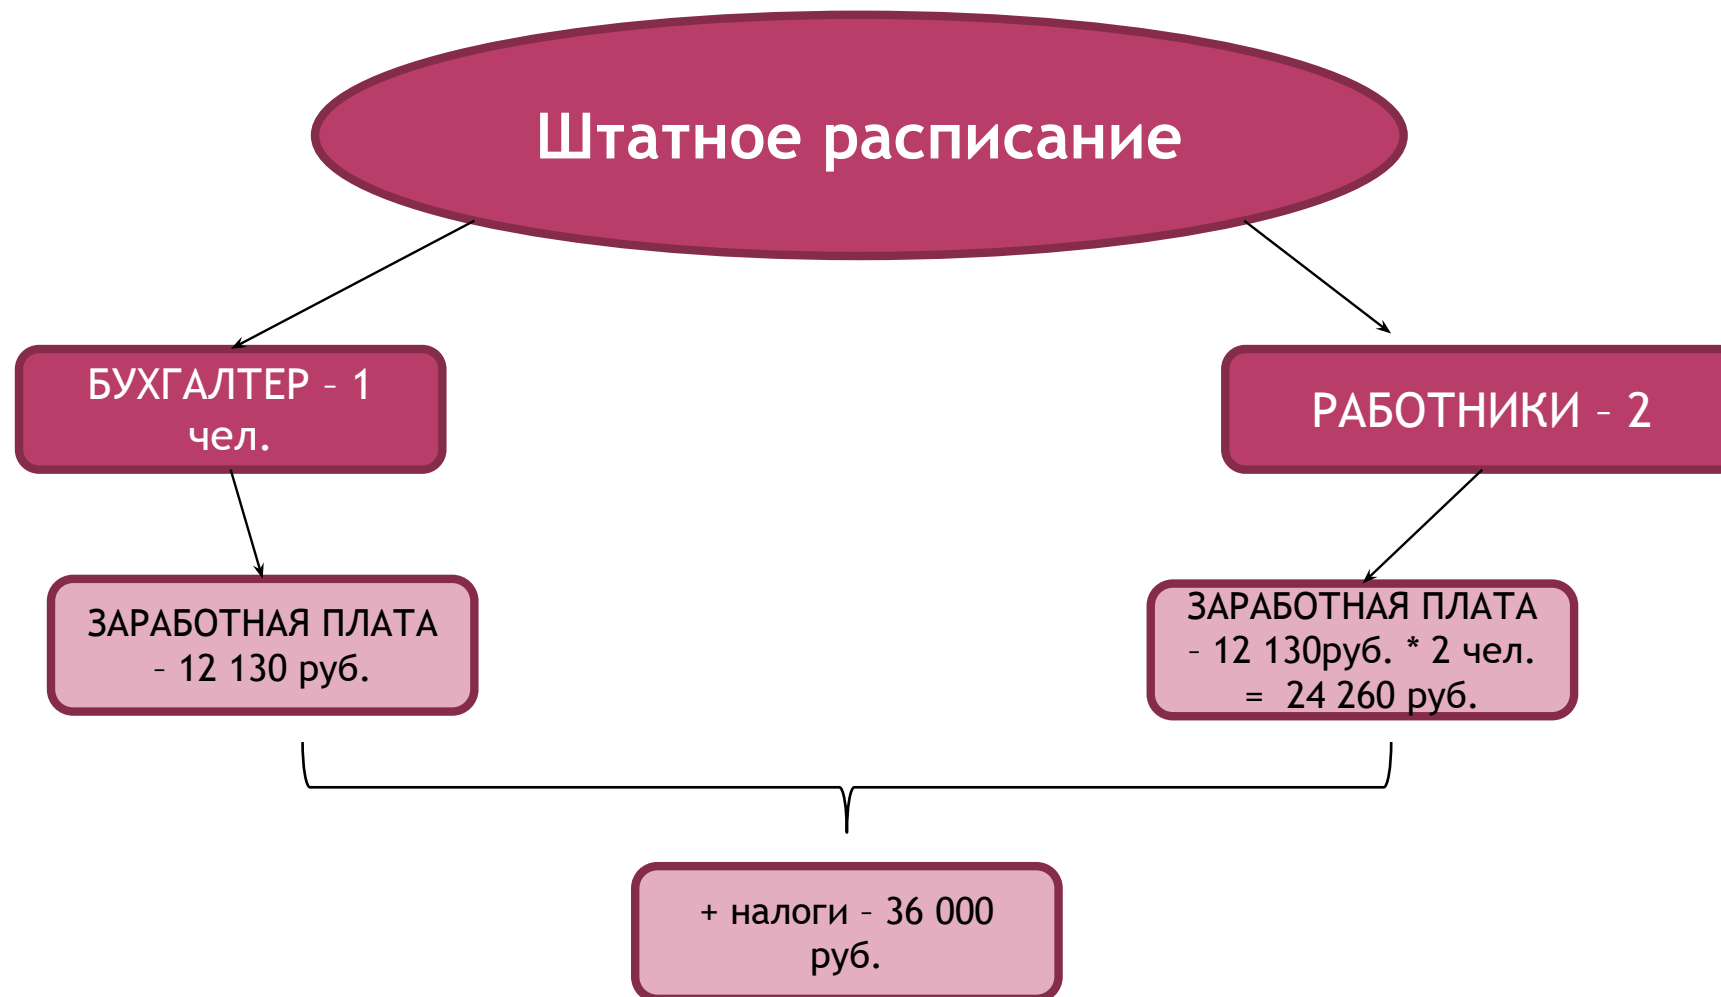 Штатное расписание
БУХГАЛТЕР – 1
чел.
РАБОТНИКИ – 2
ЗАРАБОТНАЯ ПЛАТА
– 12 130 руб.
ЗАРАБОТНАЯ ПЛАТА
– 12 130руб. * 2 чел.
= 24 260 руб.
+ налоги – 36 000
руб.